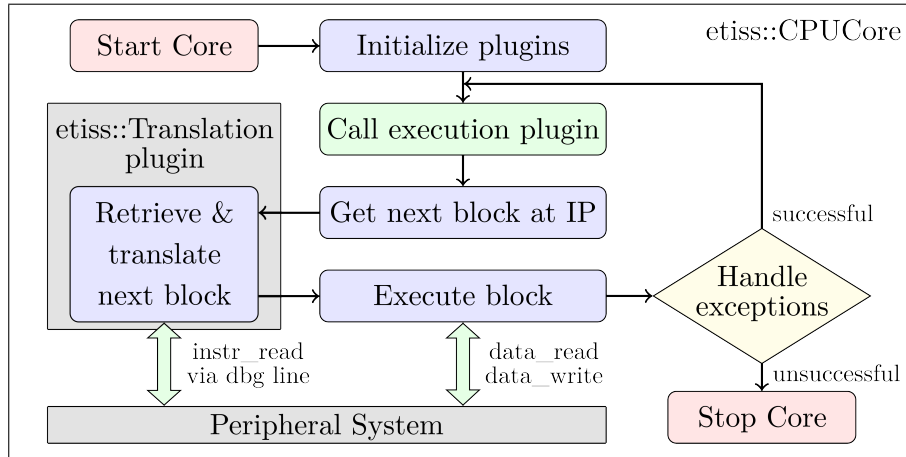 etiss::CPUCore
Start Core
Initialize plugins
etiss::Translation
plugin
Call execution plugin
Retrieve &
translate
next block
Get next block at IP
successful
Execute block
Handle
exceptions
instr_read
via dbg line
data_read
data_write
unsuccessful
Peripheral System
Stop Core